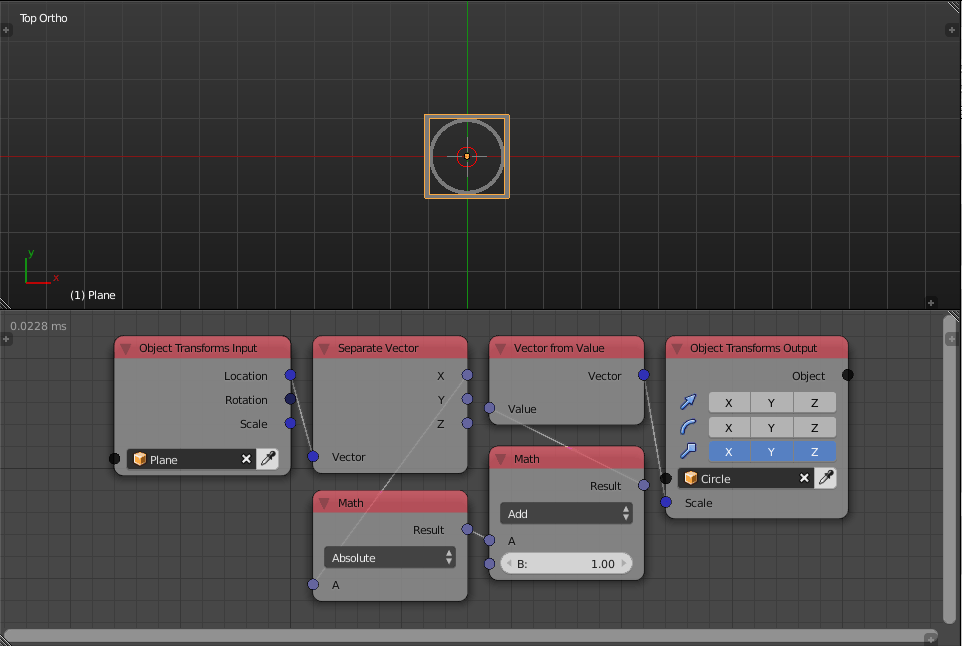 Top Ortho
y
x
(1) Plane
0.0228 ms
Object Transforms Input
Location
Rotation
Scale
Plane
Separate Vector
X
Y
Z
Vector
Math
Result
Absolute
A
Vector from Value
Vector
Value
Math
Result
Add
A
B: 1.00
Object Transforms Output
Object
X Y Z
X Y Z
X Y Z
Circle
Scale